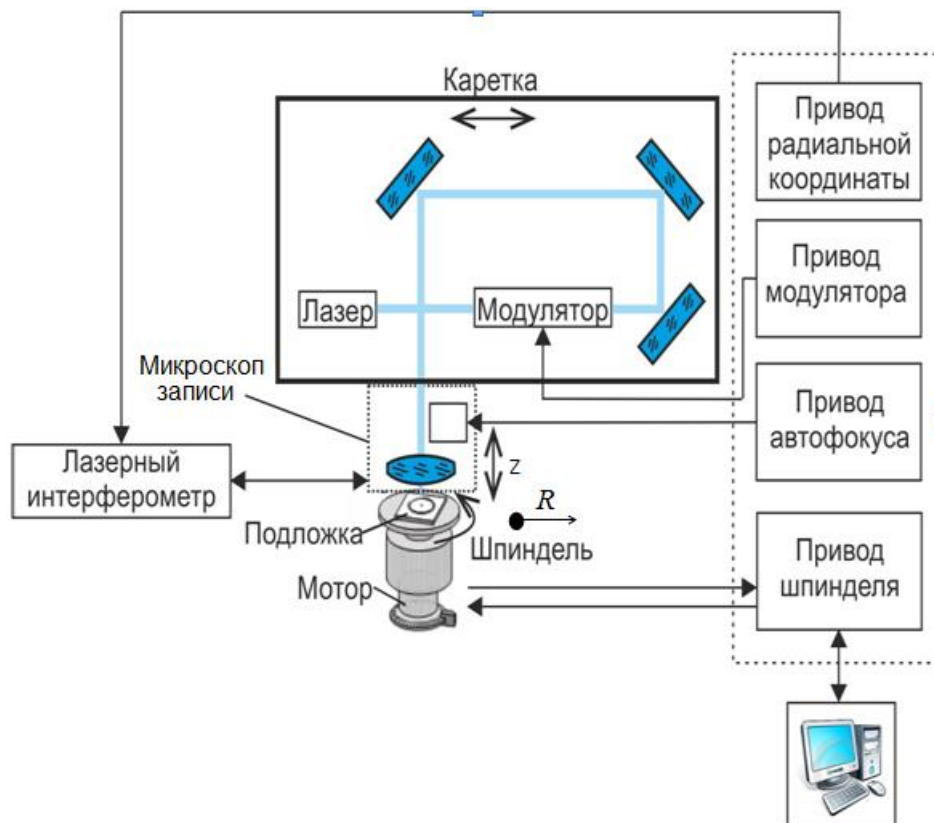 Каретка
Привод
радиальной
координаты
Привод
модулятора
Лазер
Модулятор
Микроскоп
записи
Привод
автофокуса
Лазерный
интерферометр
z
R
Подложка
Шпиндель
Мотор
Привод
шпинделя